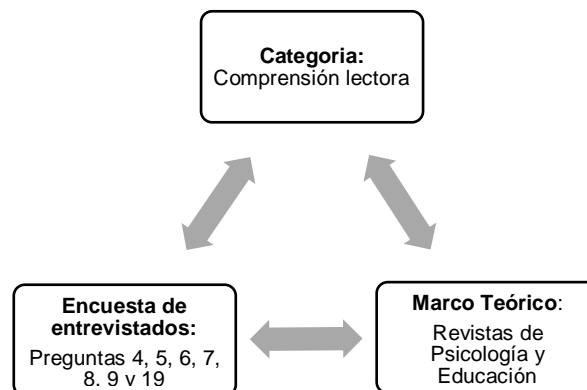 Categoria:
Comprensión lectora
Encuesta de
entrevistados:
Preguntas 4, 5, 6, 7,
8. 9 y 19
Marco Teórico:
Revistas de
Psicología y
Educación